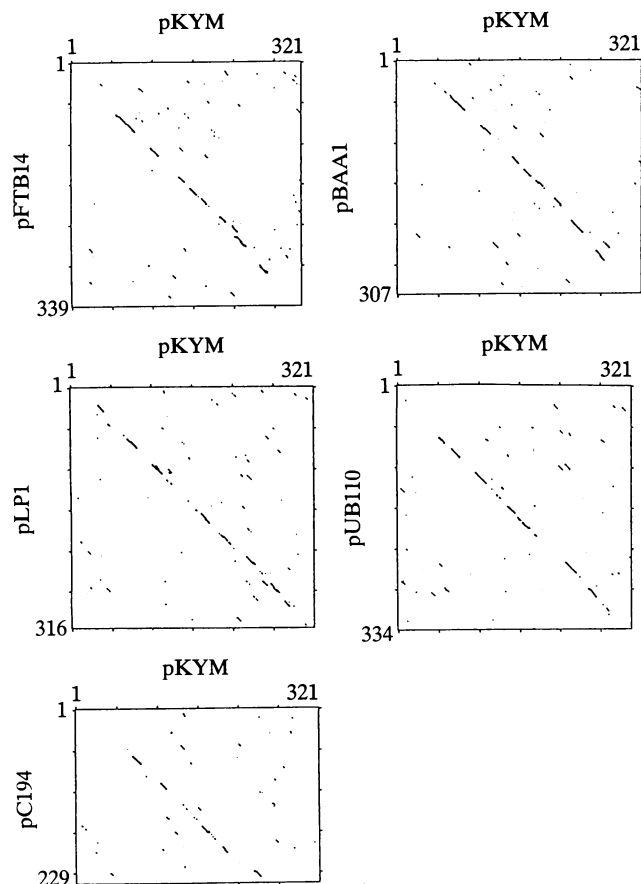 pKYM
pKYM
1 321
1 321
1
1
pFTB14
pBAA1
339
307
pKYM
pKYM
1 321
1 321
1
1
pLP1
pUB110
316
334
pKYM
1 321
1
pC194
229